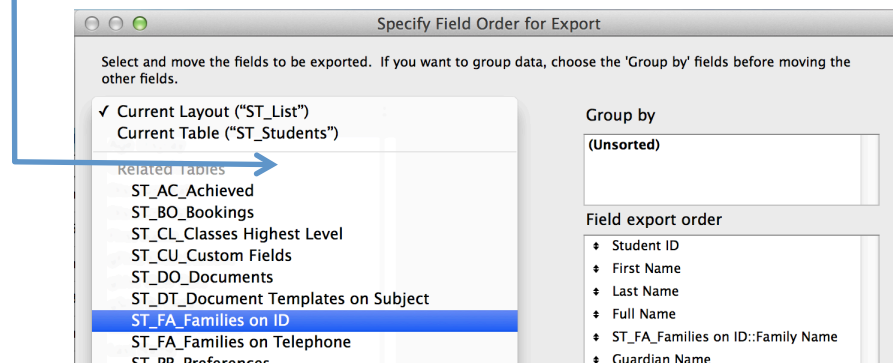 Specify Field Order for Export
Select and move the fields to be exported. If you want to group data, choose the 'Group by' fields before moving the
other fields.
✓ Current Layout (“ST_List”)
Current Table (“ST_Students”)
Related Tables
ST_AC_Achieved
ST_BO_Bookings
ST_CL_Classes Highest Level
ST_CU_Custom Fields
ST_DO_Documents
ST_DT_Document Templates on Subject
ST_FA_Families on ID
ST_FA_Families on Telephone
ST_PR_Preferences
Group by
(Unsorted)
Field export order
Student ID
First Name
Last Name
Full Name
ST_FA_Families on ID::Family Name
Guardian Name